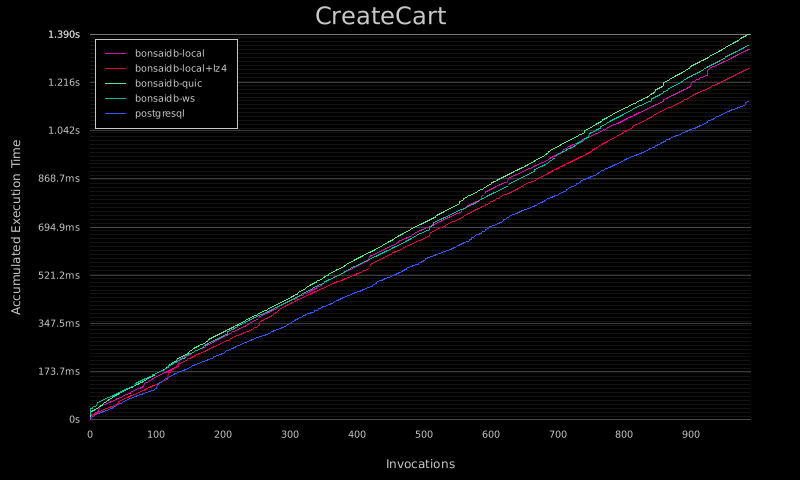 CreateCart
1.390s
bonsaidb-local
bonsaidb-local+lz4
bonsaidb-quic
bonsaidb-ws
postgresql
1.216s
1.042s
868.7ms
694.9ms
521.2ms
347.5ms
173.7ms
0s
Accumulated Execution Time
0 100 200 300 400 500 600 700 800 900
Invocations